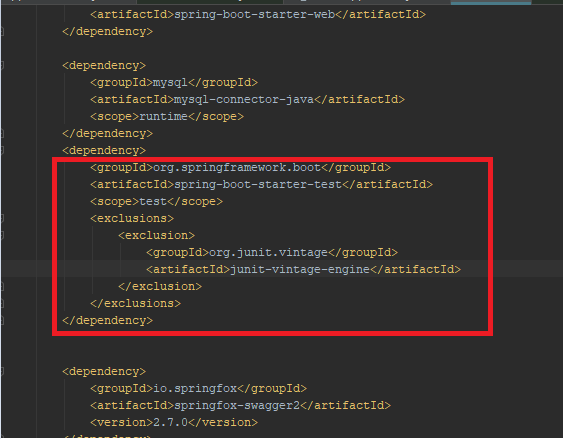 <artifactId>spring-boot-starter-web</artifactId>
</dependency>
<dependency>
<groupId>mysql</groupId>
<artifactId>mysql-connector-java</artifactId>
<scope>runtime</scope>
</dependency>
<dependency>
<groupId>org.springframework.boot</groupId>
<artifactId>spring-boot-starter-test</artifactId>
<scope>test</scope>
<exclusions>
<exclusion>
<groupId>org.junit.vintage</groupId>
<artifactId>junit-vintage-engine</artifactId>
</exclusion>
</exclusions>
</dependency>
<dependency>
<groupId>io.springfox</groupId>
<artifactId>springfox-swagger2</artifactId>
<version>2.7.0</version>
</dependency>